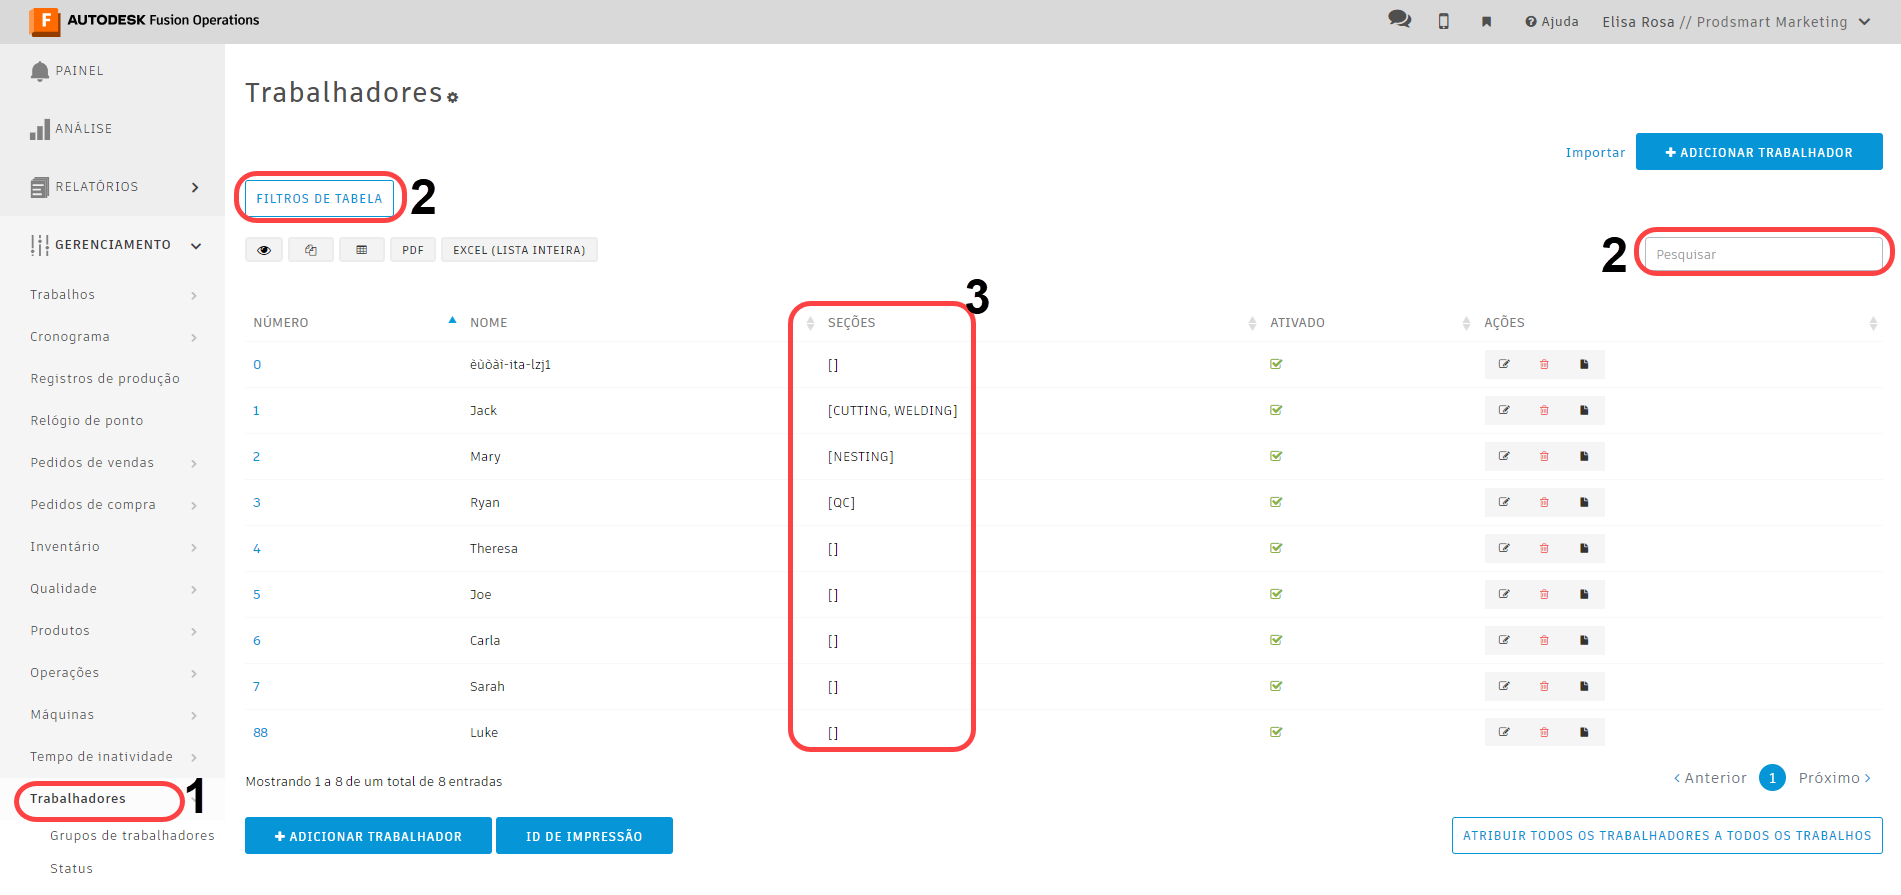 F AUTODESK Fusion Operations
Ajuda
Elisa Rosa // Prodsmart Marketing
PAINEL
ANÁLISE
RELATÓRIOS
GERENCIAMENTO
Trabalhos
Cronograma
Registros de produção
Relógio de ponto
Pedidos de vendas
Pedidos de compra
Inventário
Qualidade
Produtos
Operações
Máquinas
Tempo de inatividade
Trabalhadores 1
Grupos de trabalhadores
Status
Trabalhadores
Importar
+ ADICIONAR TRABALHADOR
FILTROS DE TABELA 2
PDF
EXCEL (LISTA INTEIRA)
2 Pesquisar
3
NÚMERO NOME SEÇÕES ATIVADO AÇÕES
0 èùòàì-ita-lzj1 []
1 Jack [CUTTING, WELDING]
2 Mary [NESTING]
3 Ryan [QC]
4 Theresa []
5 Joe []
6 Carla []
7 Sarah []
88 Luke []
Mostrando 1 a 8 de um total de 8 entradas
‹ Anterior 1 Próximo ›
+ ADICIONAR TRABALHADOR
ID DE IMPRESSÃO
ATRIBUIR TODOS OS TRABALHADORES A TODOS OS TRABALHOS